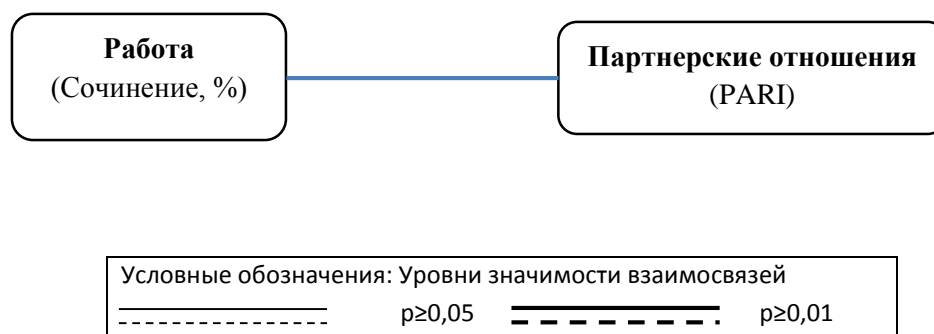 Работа
(Сочинение, %)
Партнерские отношения
(PARI)
Условные обозначения: Уровни значимости взаимосвязей
p≥0,05 p≥0,01